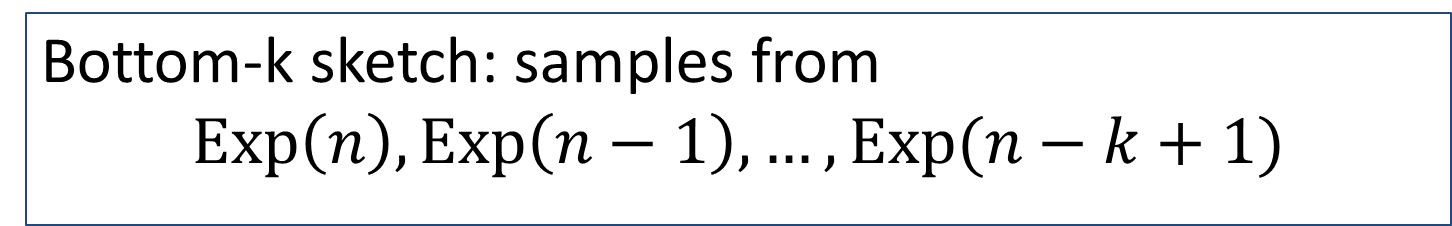 Bottom-k sketch: samples from
Exp(n), Exp(n − 1), … , Exp(n − k + 1)